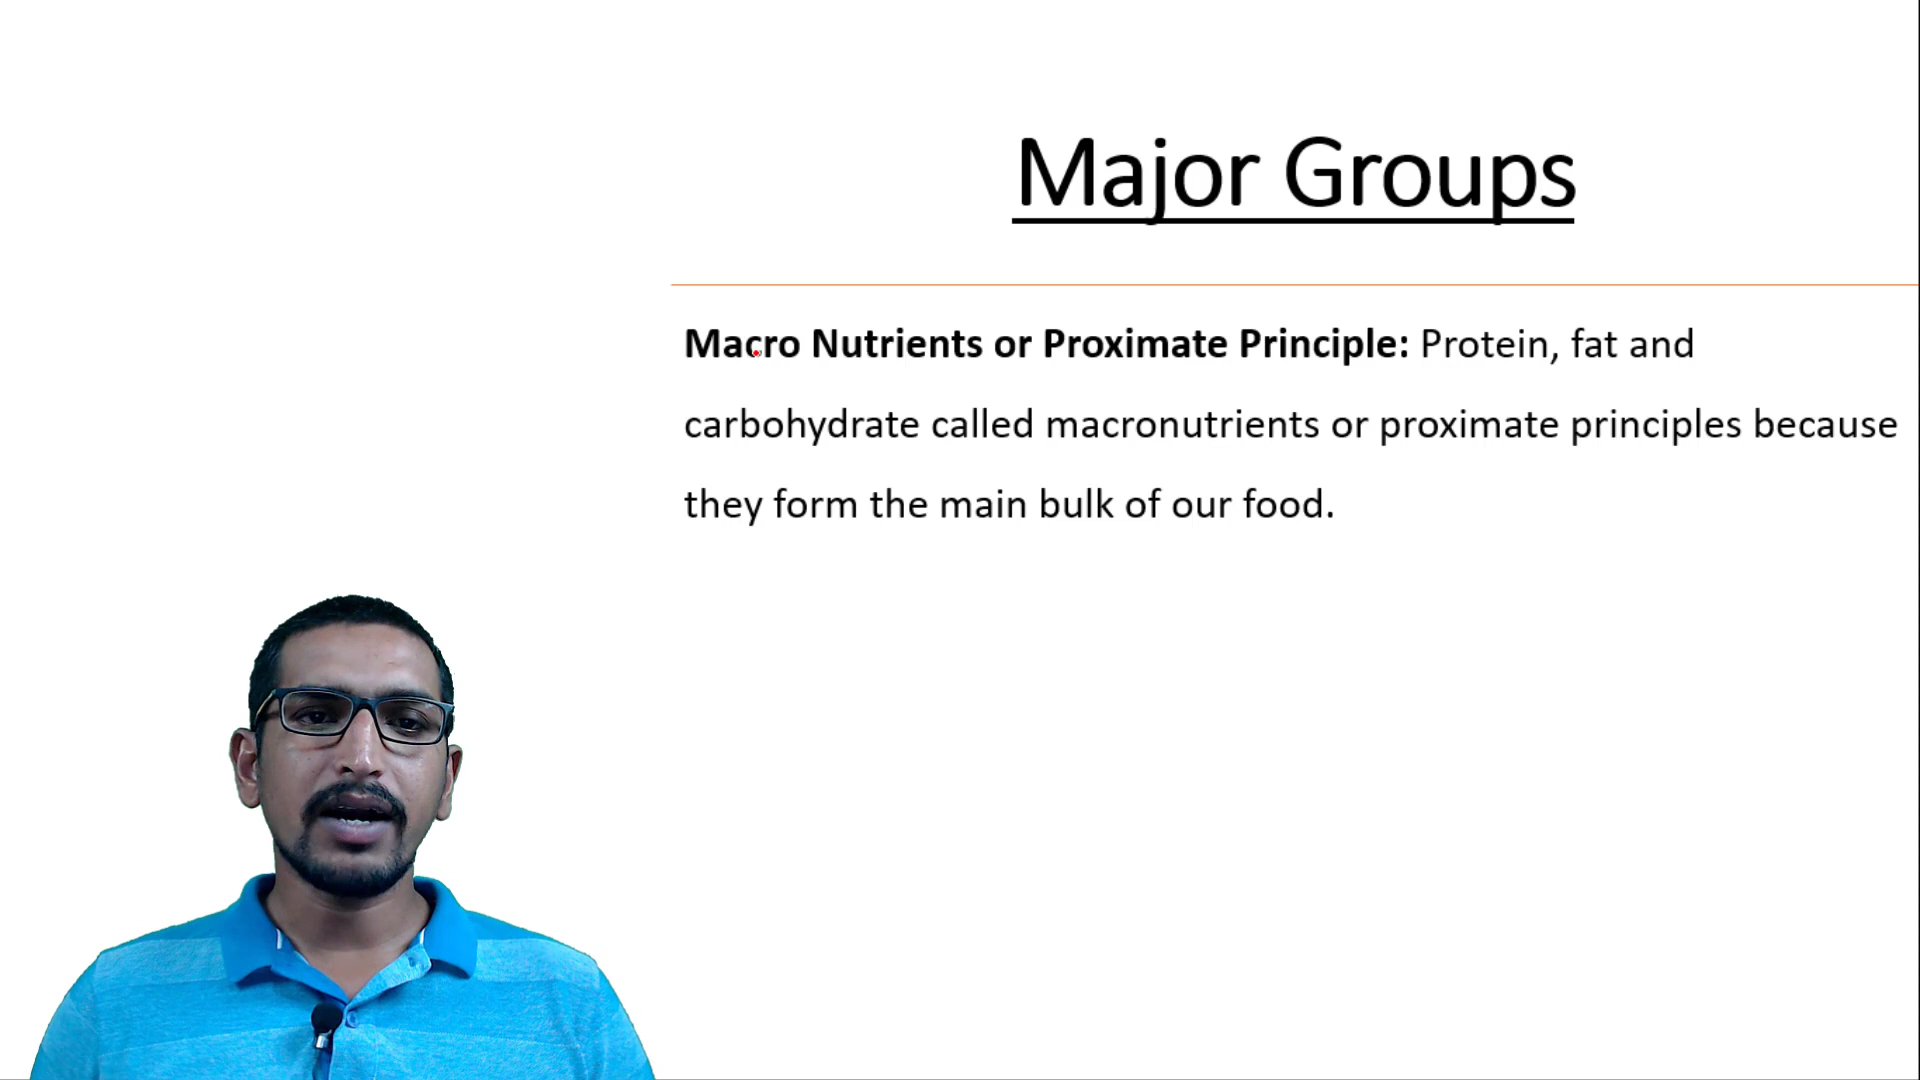 Major Groups
Macro Nutrients or Proximate Principle: Protein, fat and
carbohydrate called macronutrients or proximate principles because
they form the main bulk of our food.